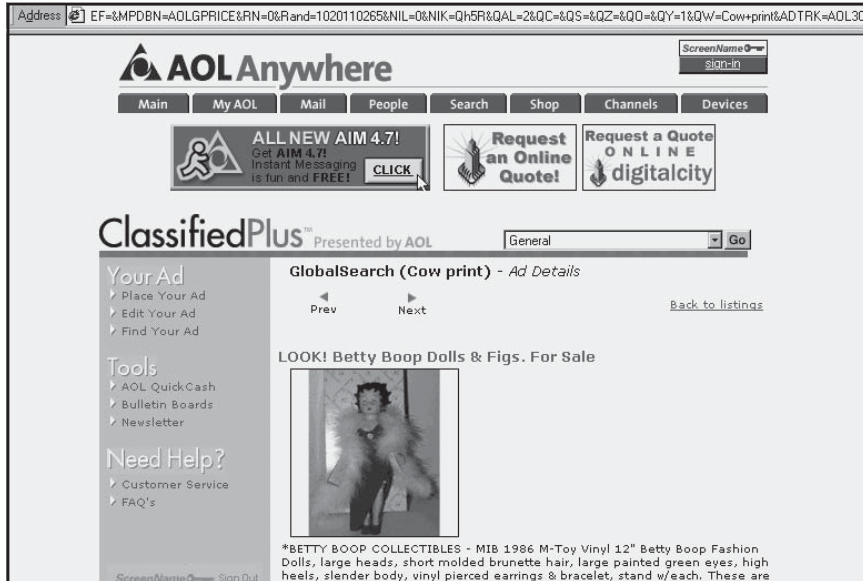 Address EF=&MPDBN=AOLGPRICE&RN=0&Rand=1020110265&NIL=0&NIK=Qh5R&QAL=2&QC=&QS=&QZ=&QO=&QY=1&QW=Cow+print&ADTRK=AOL30
AOL Anywhere
ScreenName
sign-in
Main My AOL Mail People Search Shop Channels Devices
ALL NEW AIM 4.7!
Get AIM 4.7!
Instant Messaging
is fun and FREE!
CLICK
Request
an Online
Quote!
Request a Quote
ONLINE
digitalcity
ClassifiedPlus™ Presented by AOL
General Go
Your Ad
Place Your Ad
Edit Your Ad
Find Your Ad
Tools
AOL QuickCash
Bulletin Boards
Newsletter
Need Help?
Customer Service
FAQ's
ScreenName Sign Out
GlobalSearch (Cow print) - Ad Details
Prev Next
Back to listings
LOOK! Betty Boop Dolls & Figs. For Sale
*BETTY BOOP COLLECTIBLES - MIB 1986 M-Toy Vinyl 12" Betty Boop Fashion
Dolls, large heads, short molded brunette hair, large painted green eyes, high
heels, slender body, vinyl pierced earrings & bracelet, stand w/each. These are